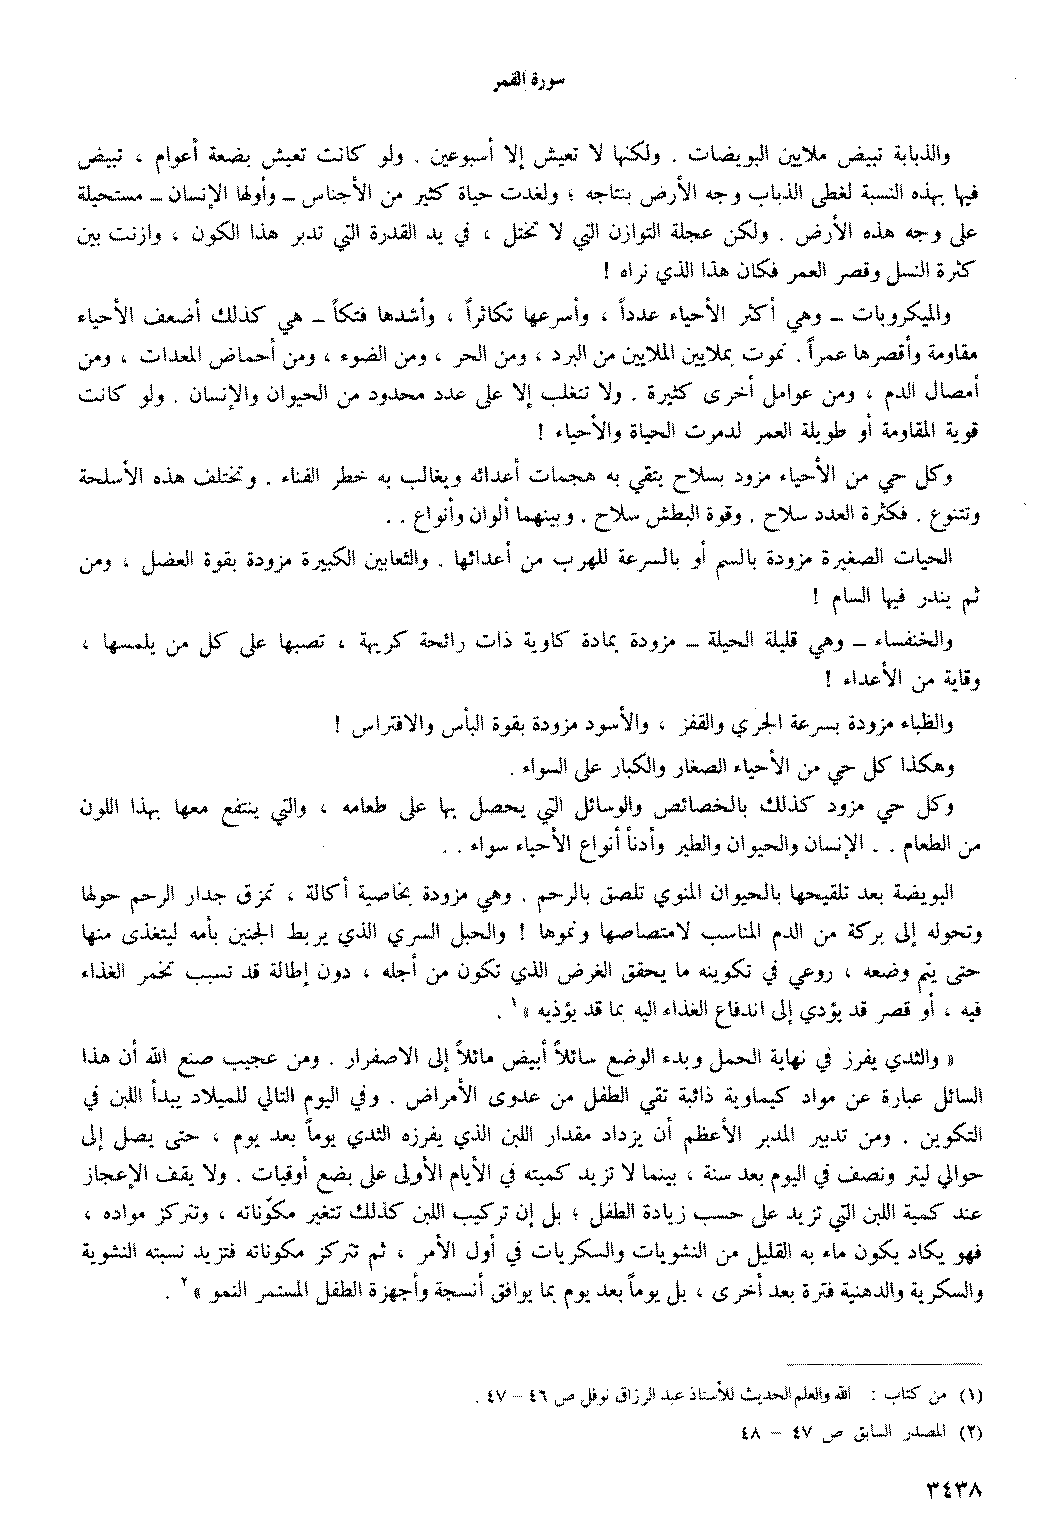 سورة القمر
والذبابة تبيض ملايين البويضات . ولكنها لا تعيش إلا أسبوعين . ولو كانت تعيش بضعة أعوام ، تبيض
فيها بهذه النسبة لغطى الذباب وجه الأرض بنتاجه ؛ ولغدت حياة كثير من الأجناس – وأولها الإنسان – مستحيلة
على وجه هذه الأرض . ولكن عجلة التوازن التي لا تختل ، في يد القدرة التي تدبر هذا الكون ، وازنت بين
كثرة النسل وقصر العمر فكان هذا الذي نراه !
والميكروبات – وهي أكثر الأحياء عدداً ، وأسرعها تكاثراً ، وأشدها فتكاً – هي كذلك أضعف الأحياء
مقاومة وأقصرها عمراً . تموت بملايين الملايين من البرد ، ومن الحر ، ومن الضوء ، ومن أحماض المعدات ، ومن
أمصال الدم ، ومن عوامل أخرى كثيرة . ولا تتغلب إلا على عدد محدود من الحيوان والإنسان . ولو كانت
قوية المقاومة أو طويلة العمر لدمرت الحياة والأحياء !
وكل حي من الأحياء مزود بسلاح يتقي به هجمات أعدائه ويغالب به خطر الفناء . وتختلف هذه الأسلحة
وتتنوع . فكثرة العدد سلاح . وقوة البطش سلاح . وبينهما ألوان وأنواع . .
الحيات الصغيرة مزودة بالسم أو بالسرعة للهرب من أعدائها . والثعابين الكبيرة مزودة بقوة العضل ، ومن
ثم يندر فيها السام !
والخنفساء – وهي قليلة الحيلة – مزودة بمادة كاوية ذات رائحة كريهة ، تصبها على كل من يلمسها ،
وقاية من الأعداء !
والظباء مزودة بسرعة الجري والقفز ، والأسود مزودة بقوة البأس والافتراس !
وهكذا كل حي من الأحياء الصغار والكبار على السواء .
وكل حي مزود كذلك بالخصائص والوسائل التي يحصل بها على طعامه ، والتي ينتفع معها بهذا اللون
من الطعام . . الإنسان والحيوان والطير وأدنأ أنواع الأحياء سواء . .
البويضة بعد تلقيحها بالحيوان المنوي تلصق بالرحم . وهي مزودة بخاصية أكالة ، تمزق جدار الرحم حولها
وتحوله إلى بركة من الدم المناسب لامتصاصها ونموها ! والحبل السري الذي يربط الجنين بأمه ليتغذى منها
حتى يتم وضعه ، روعي في تكوينه ما يحقق الغرض الذي تكون من أجله ، دون إطالة قد تسبب تخمر الغذاء
فيه ، أو قصر قد يؤدي إلى اندفاع الغذاء اليه بما قد يؤذيه »١ .
« والثدي يفرز في نهاية الحمل وبدء الوضع سائلاً أبيض مائلاً إلى الاصفرار . ومن عجيب صنع الله أن هذا
السائل عبارة عن مواد كيماوية ذائبة تقي الطفل من عدوى الأمراض . وفي اليوم التالي للميلاد يبدأ اللبن في
التكوين . ومن تدبير المدبر الأعظم أن يزداد مقدار اللبن الذي يفرزه الثدي يوماً بعد يوم ، حتى يصل إلى
حوالي ليتر ونصف في اليوم بعد سنة ، بينما لا تزيد كميته في الأيام الأولى على بضع أوقيات . ولا يقف الإعجاز
عند كمية اللبن التي تزيد على حسب زيادة الطفل ؛ بل إن تركيب اللبن كذلك تتغير مكوّناته ، وتتركز مواده ،
فهو يكاد يكون ماء به القليل من النشويات والسكريات في أول الأمر ، ثم تتركز مكوناته فتزيد نسبته النشوية
والسكرية والدهنية فترة بعد أخرى ، بل يوماً بعد يوم بما يوافق أنسجة وأجهزة الطفل المستمر النمو »٢ .
(١) من كتاب : الله والعلم الحديث للأستاذ عبد الرزاق نوفل ص ٤٦ – ٤٧ .
(٢) المصدر السابق ص ٤٧ – ٤٨
٣٤٣٨